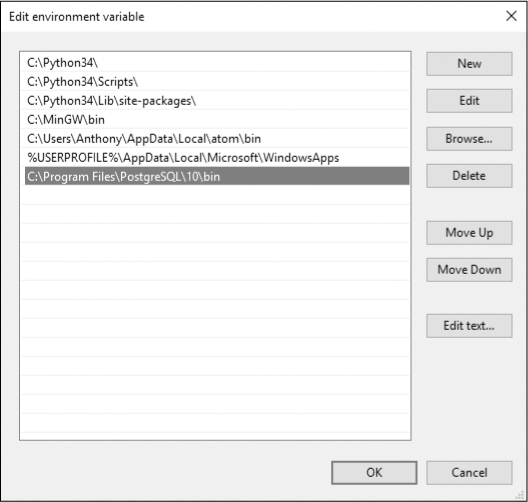 Edit environment variable
C:\Python34\
C:\Python34\Scripts\
C:\Python34\Lib\site-packages\
C:\MinGW\bin
C:\Users\Anthony\AppData\Local\atom\bin
%USERPROFILE%\AppData\Local\Microsoft\WindowsApps
C:\Program Files\PostgreSQL\10\bin
New
Edit
Browse...
Delete
Move Up
Move Down
Edit text...
OK
Cancel